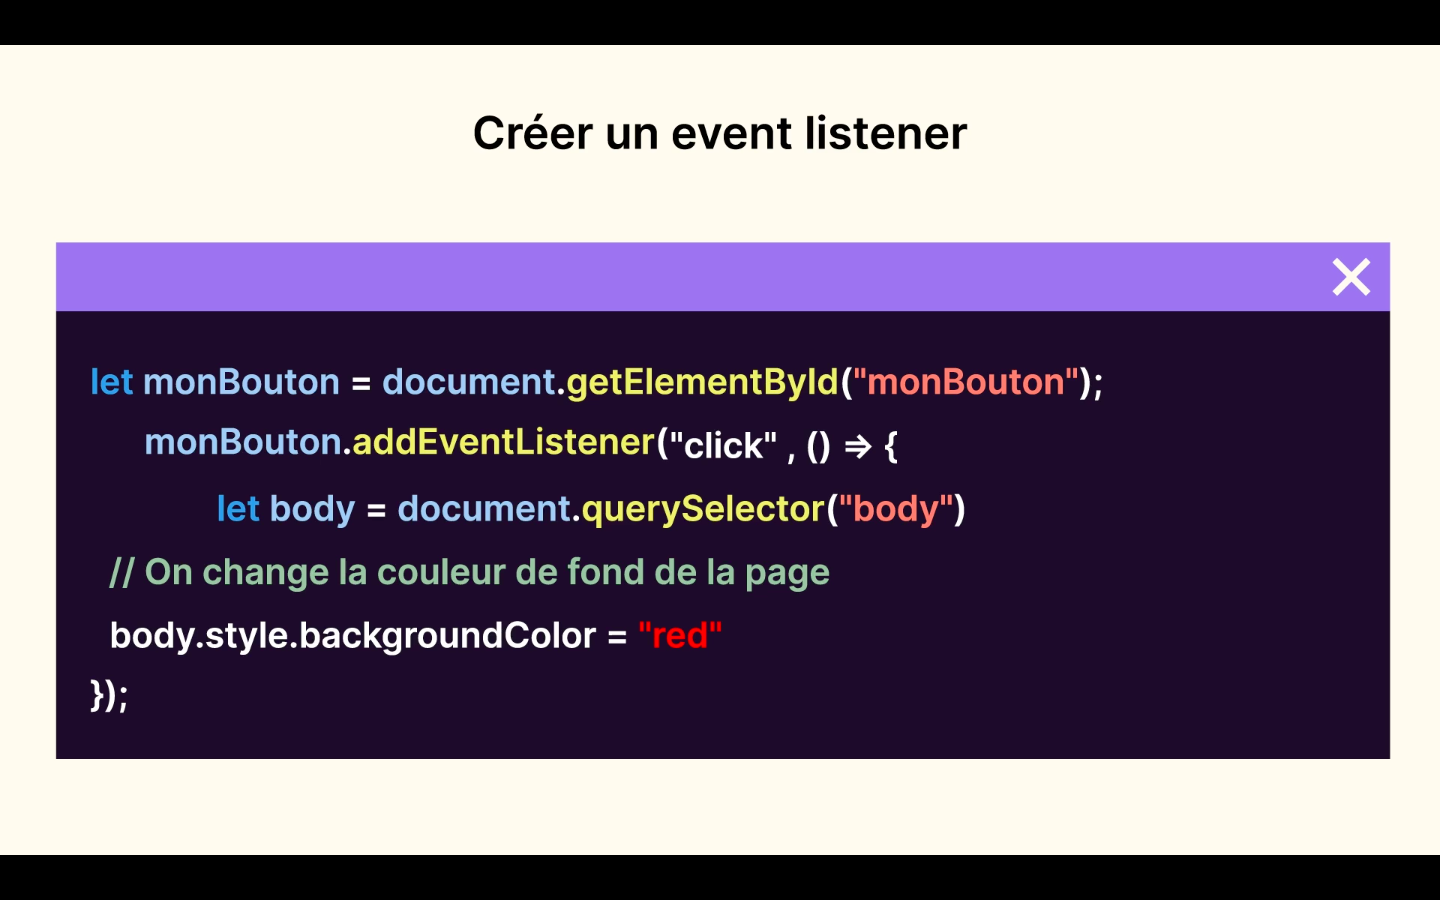 Créer un event listener
let monBouton = document.getElementById("monBouton");
monBouton.addEventListener("click" , () => {
let body = document.querySelector("body")
// On change la couleur de fond de la page
body.style.backgroundColor = "red"
});